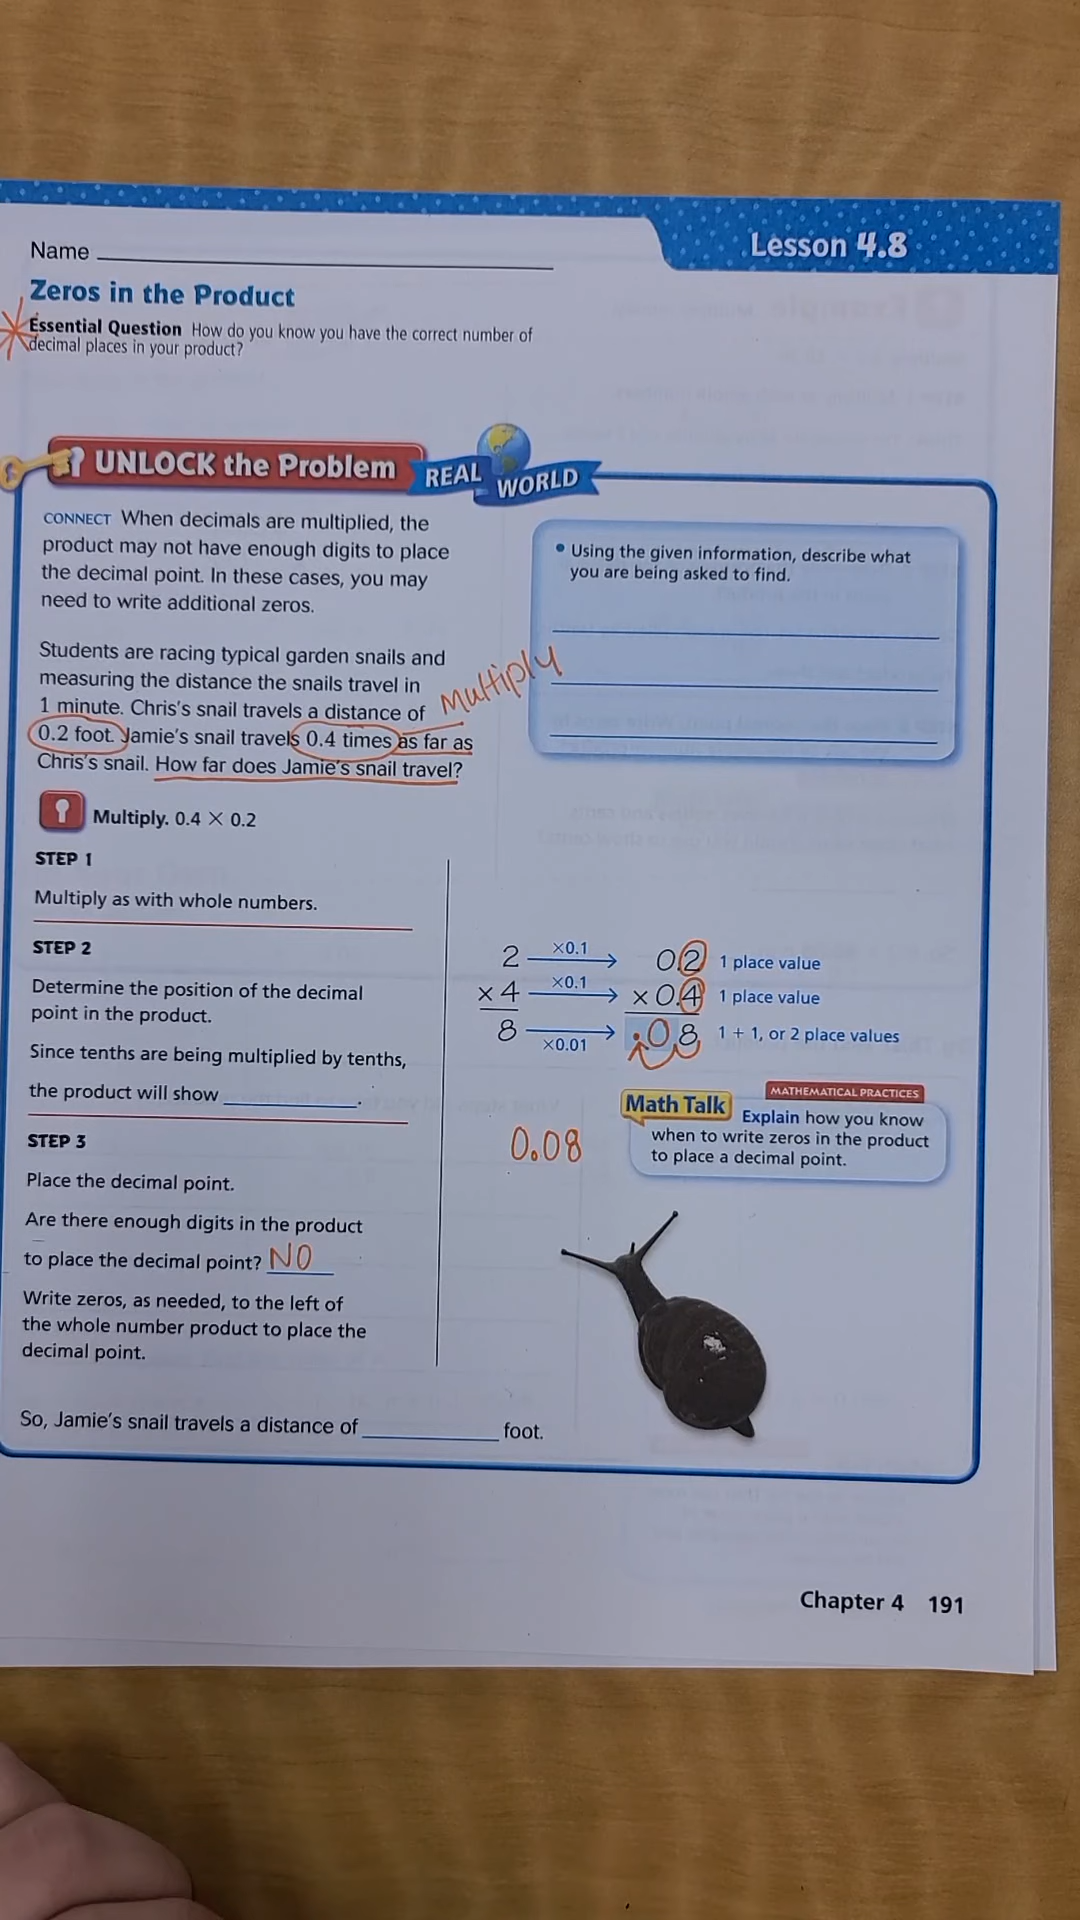 Lesson 4.8
Name
Zeros in the Product
Essential Question How do you know you have the correct number of
decimal places in your product?
UNLOCK the Problem REAL WORLD
CONNECT When decimals are multiplied, the
product may not have enough digits to place
the decimal point. In these cases, you may
need to write additional zeros.
• Using the given information, describe what
you are being asked to find.
Students are racing typical garden snails and
measuring the distance the snails travel in
1 minute. Chris's snail travels a distance of
0.2 foot. Jamie's snail travels 0.4 times as far as
Chris's snail. How far does Jamie's snail travel?
Multiply
Multiply. 0.4 × 0.2
STEP 1
Multiply as with whole numbers.
STEP 2
Determine the position of the decimal
point in the product.
Since tenths are being multiplied by tenths,
the product will show ____________.
2 ×0.1 0.2 1 place value
×4 ×0.1 ×0.4 1 place value
8 ×0.01 .08 1 + 1, or 2 place values
0.08
MATHEMATICAL PRACTICES
Math Talk Explain how you know
when to write zeros in the product
to place a decimal point.
STEP 3
Place the decimal point.
Are there enough digits in the product
to place the decimal point? NO
Write zeros, as needed, to the left of
the whole number product to place the
decimal point.
So, Jamie's snail travels a distance of ____________ foot.
Chapter 4 191